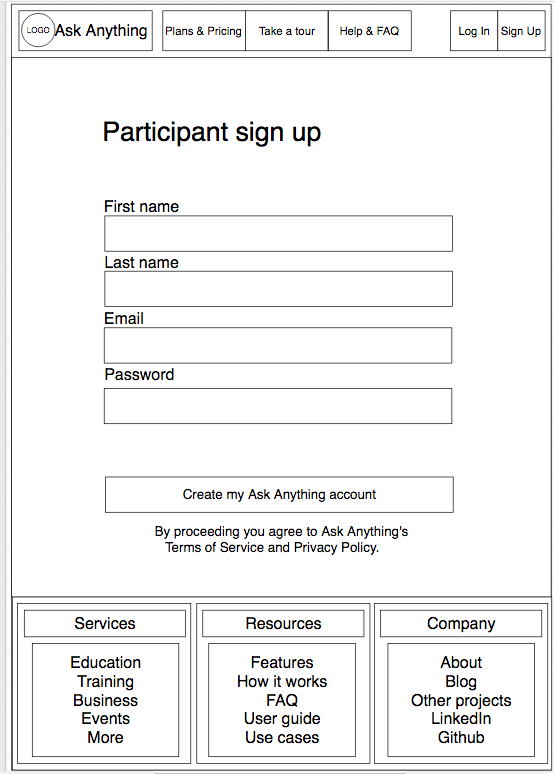 LOGO Ask Anything Plans & Pricing Take a tour Help & FAQ Log In Sign Up
Participant sign up
First name
Last name
Email
Password
Create my Ask Anything account
By proceeding you agree to Ask Anything's
Terms of Service and Privacy Policy.
Services
Education
Training
Business
Events
More
Resources
Features
How it works
FAQ
User guide
Use cases
Company
About
Blog
Other projects
LinkedIn
Github